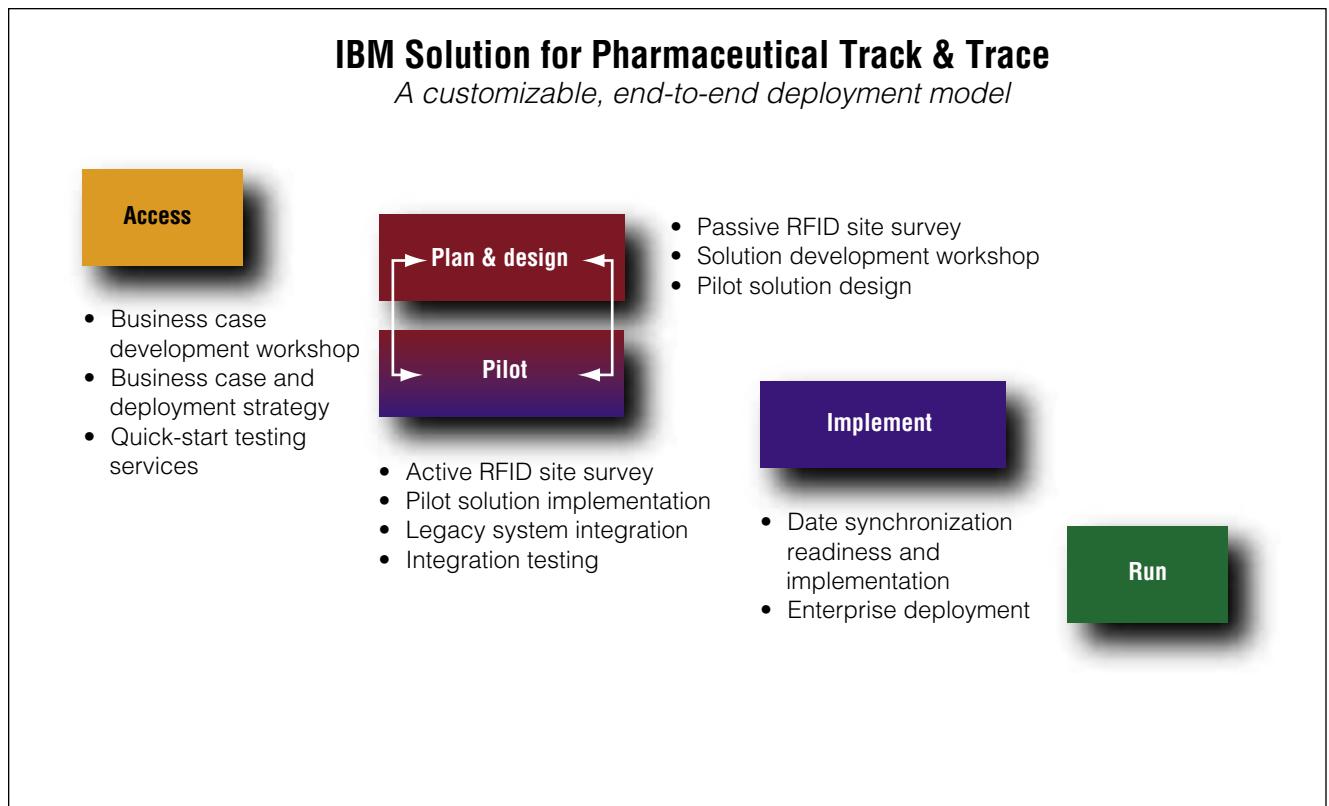 IBM Solution for Pharmaceutical Track & Trace
A customizable, end-to-end deployment model
Access
• Business case
development workshop
• Business case and
deployment strategy
• Quick-start testing
services
Plan & design
• Passive RFID site survey
• Solution development workshop
• Pilot solution design
Pilot
• Active RFID site survey
• Pilot solution implementation
• Legacy system integration
• Integration testing
Implement
• Date synchronization
readiness and
implementation
• Enterprise deployment
Run